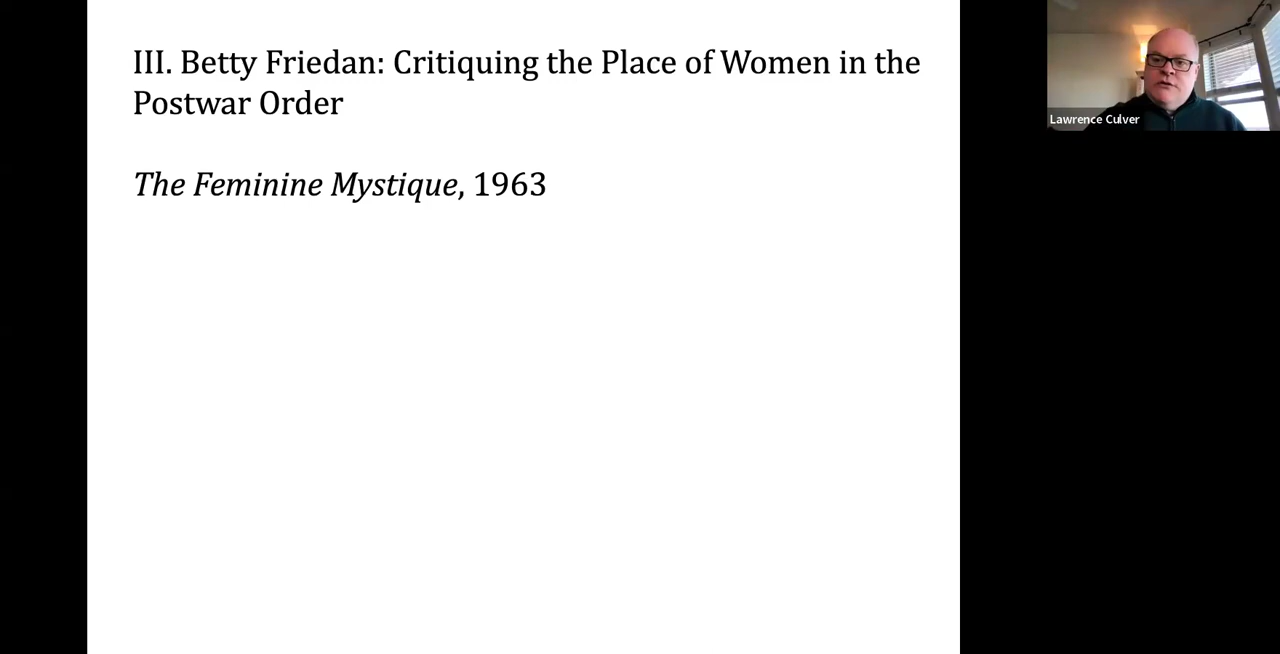 III. Betty Friedan: Critiquing the Place of Women in the
Postwar Order
The Feminine Mystique, 1963
Lawrence Culver